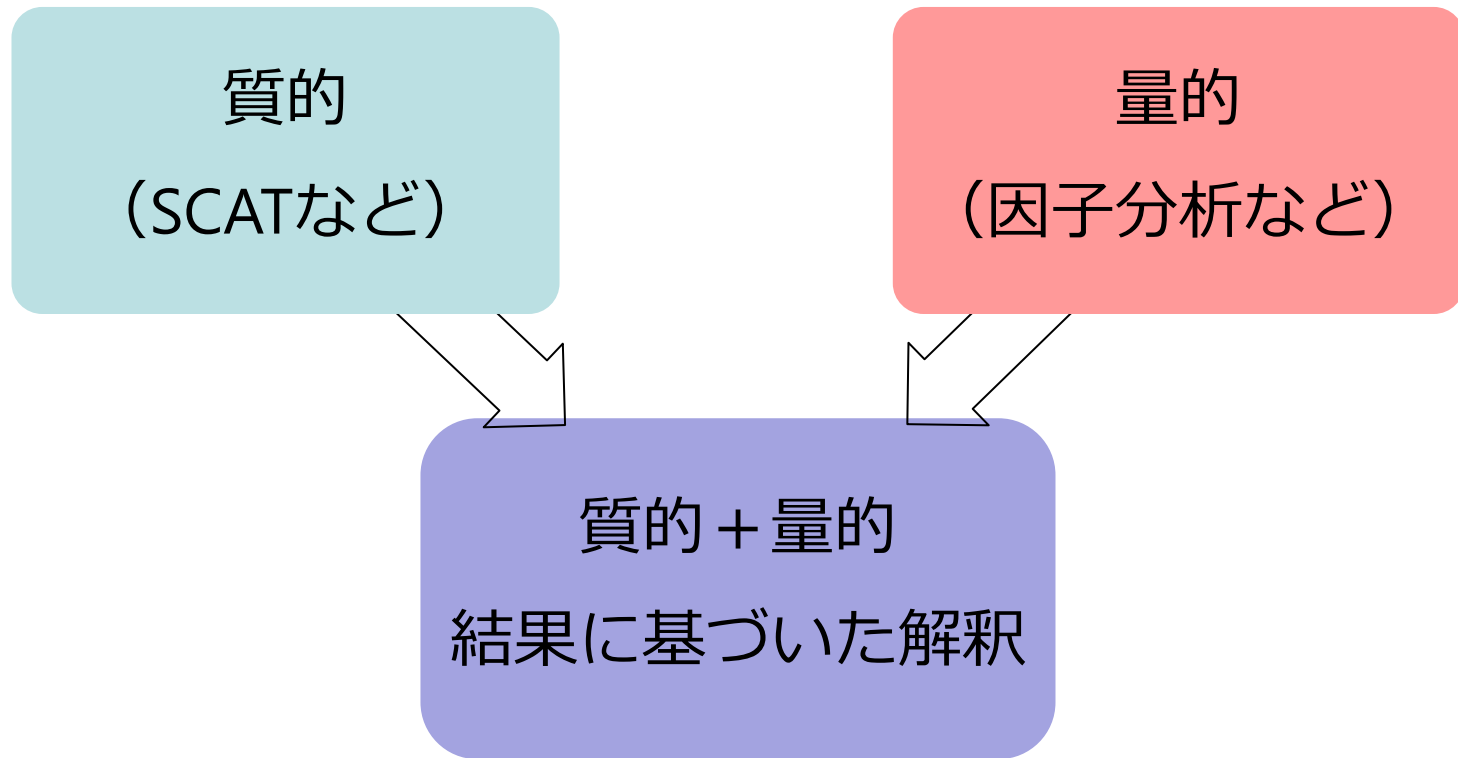 質的
（SCATなど）
量的
（因子分析など）
質的＋量的
結果に基づいた解釈